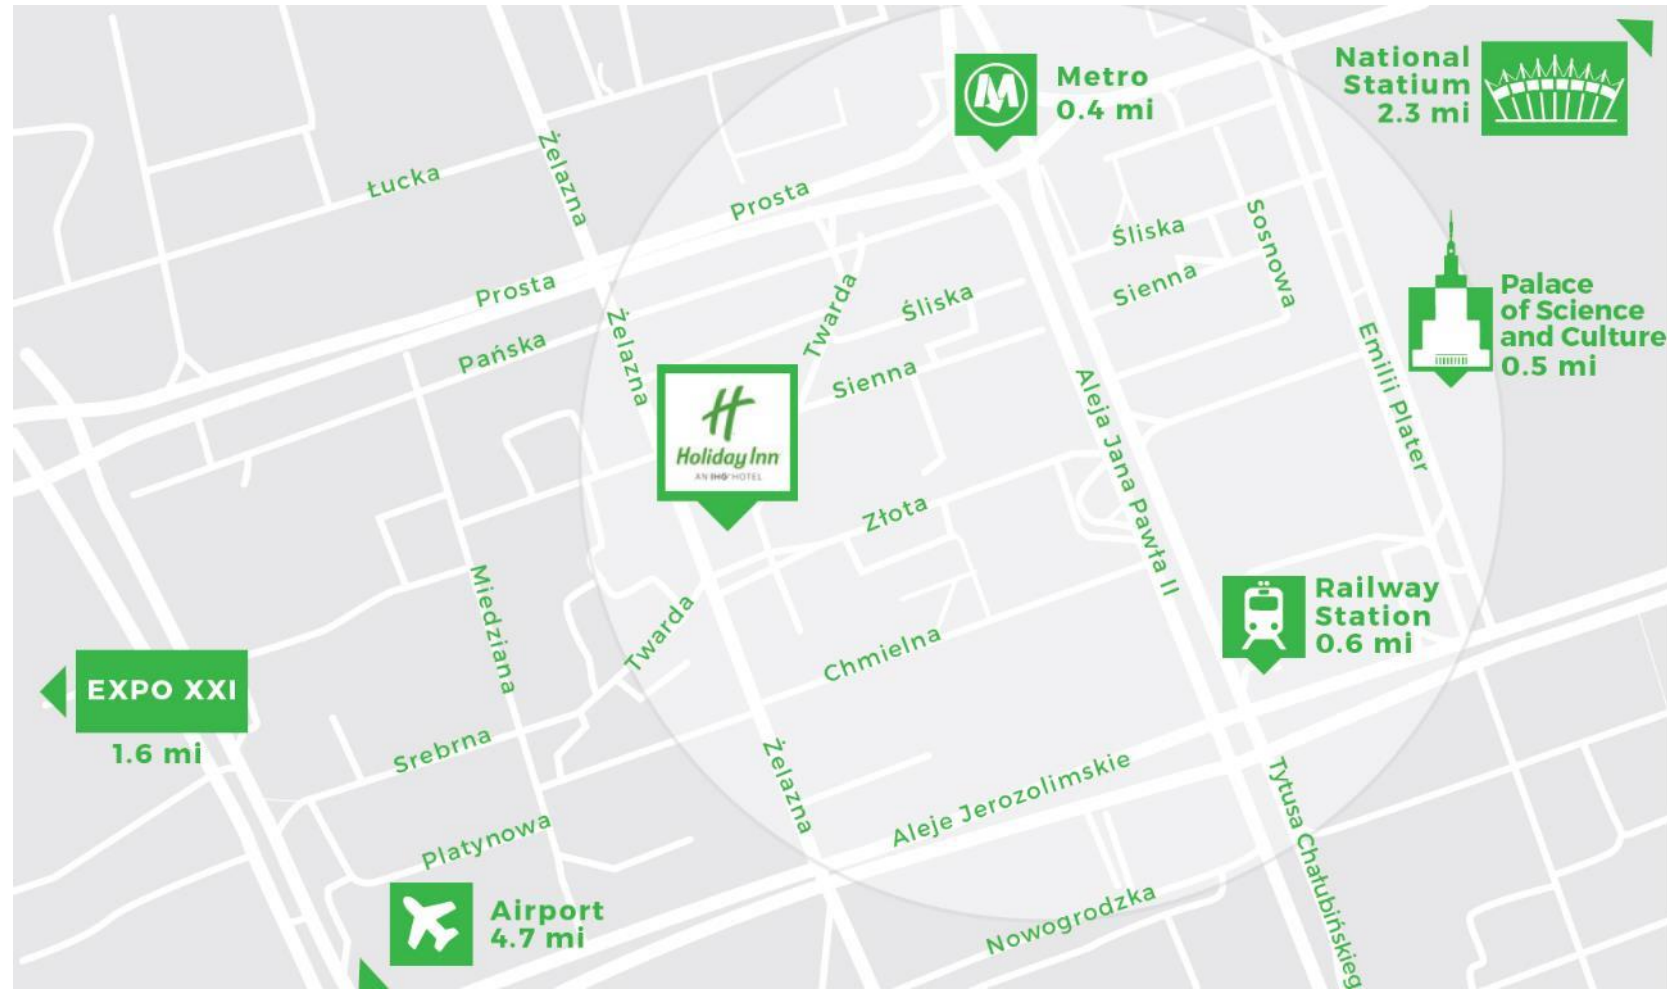 National
Statium
2.3 mi
Metro
0.4 mi
M
Żelazna
Łucka
Prosta
Śliska
Sosnowa
Sienna
Prosta
Twarda
Śliska
Palace
of Science
and Culture
0.5 mi
Pańska
Żelazna
Sienna
Emilii Plater
Aleja Jana Pawła II
H
Holiday Inn
AN IHG HOTEL
Złota
Miedziana
Twarda
Railway
Station
0.6 mi
Chmielna
EXPO XXI
1.6 mi
Srebrna
Żelazna
Aleje Jerozolimskie
Tytusa Chałubińskieg
Platynowa
Airport
4.7 mi
Nowogrodzka